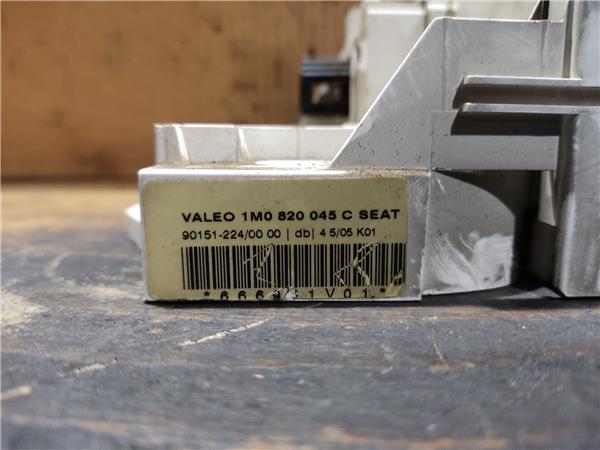 VALEO 1M0 820 045 C SEAT
90151-224/00 00 | db| 4 5/05 K01